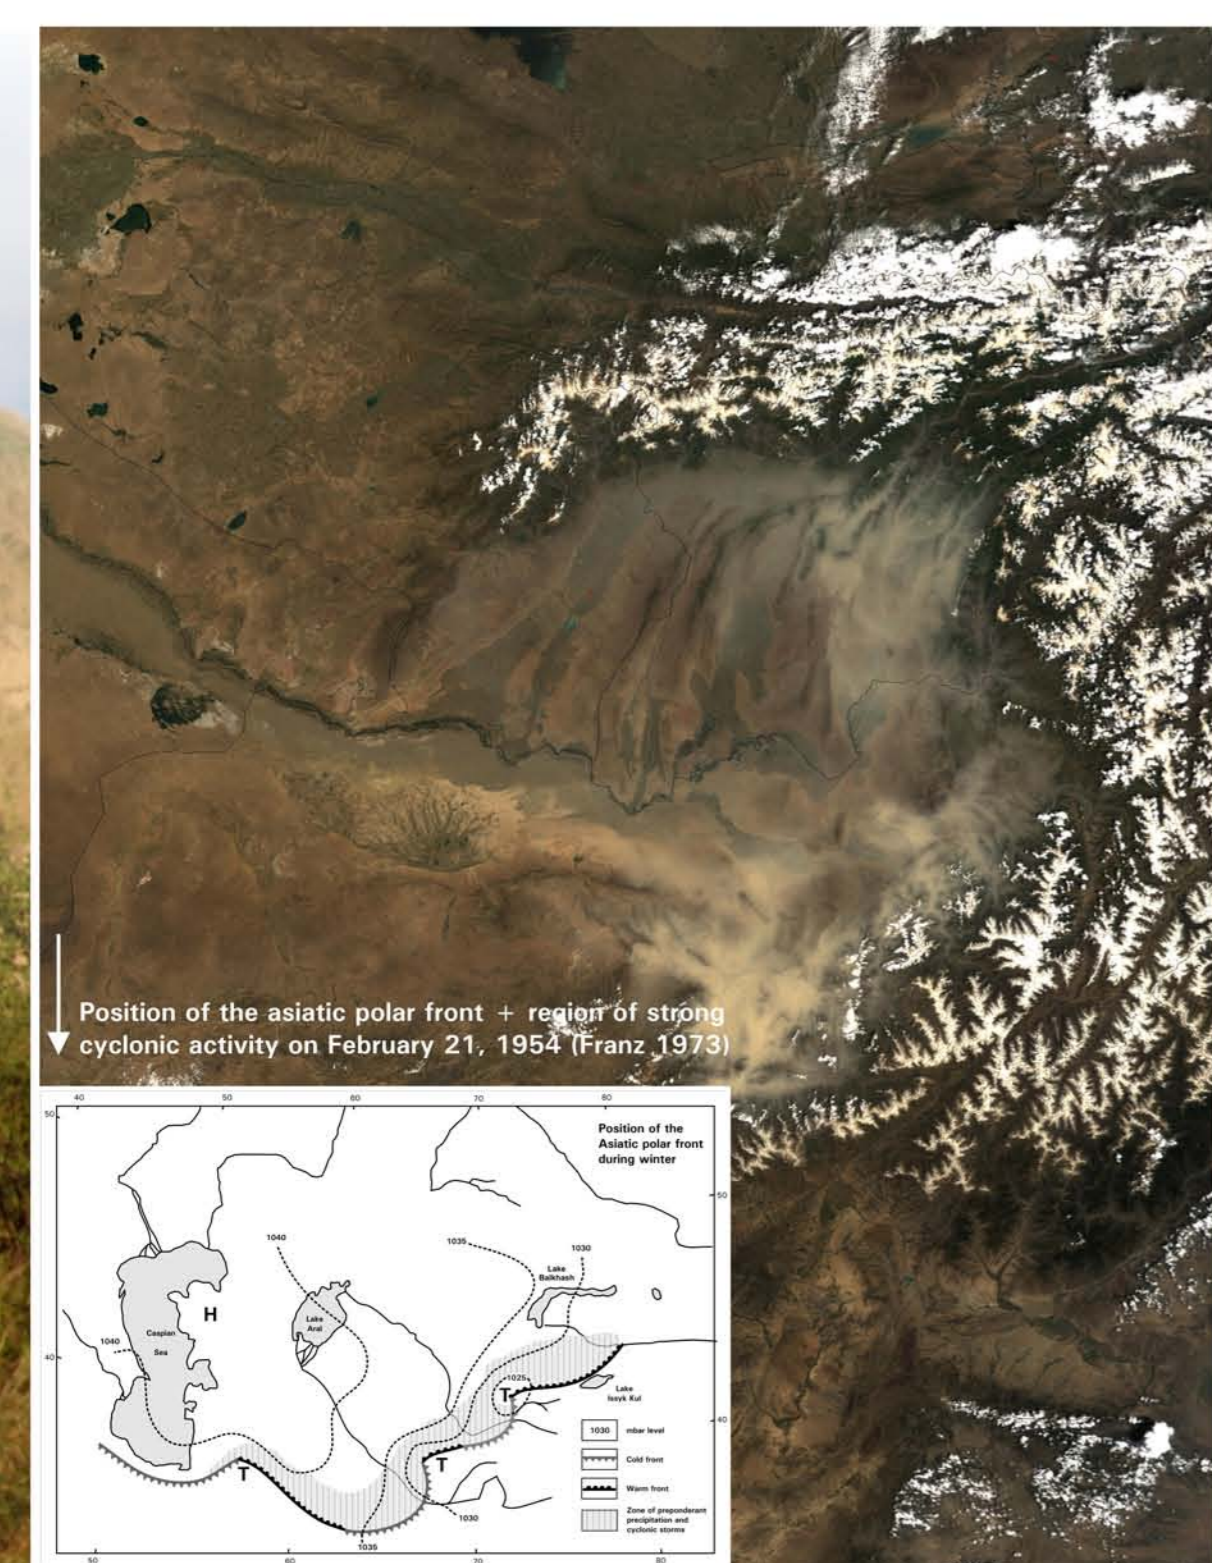 Position of the asiatic polar front + region of strong
cyclonic activity on February 21, 1954 (Franz 1973)
40
50
60
70
80
50
Position of the
Asiatic polar front
during winter
50
1040
1035
1030
Lake
Balkhash
H
Lake
Aral
Caspian
Sea
1040
40
1025
T
Lake
Issyk Kul
40
1030
mbar level
Cold front
T
T
Warm front
Zone of preponderant
precipitation and
cyclonic storms
1030
1035
50
60
70
80